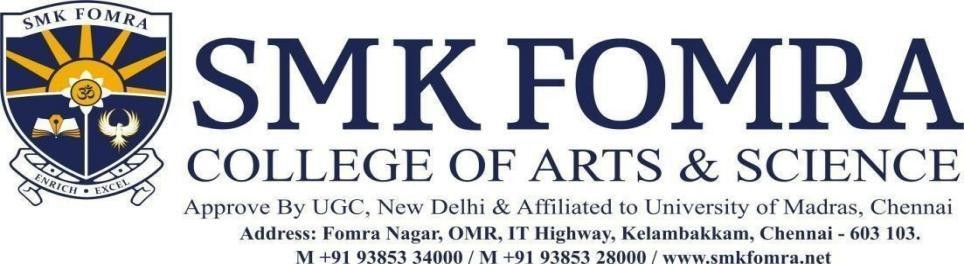 SMK FOMRA
ॐ
ENRICH • EXCEL
SMK FOMRA
COLLEGE OF ARTS & SCIENCE
Approve By UGC, New Delhi & Affiliated to University of Madras, Chennai
Address: Fomra Nagar, OMR, IT Highway, Kelambakkam, Chennai - 603 103.
M +91 93853 34000 / M +91 93853 28000 / www.smkfomra.net